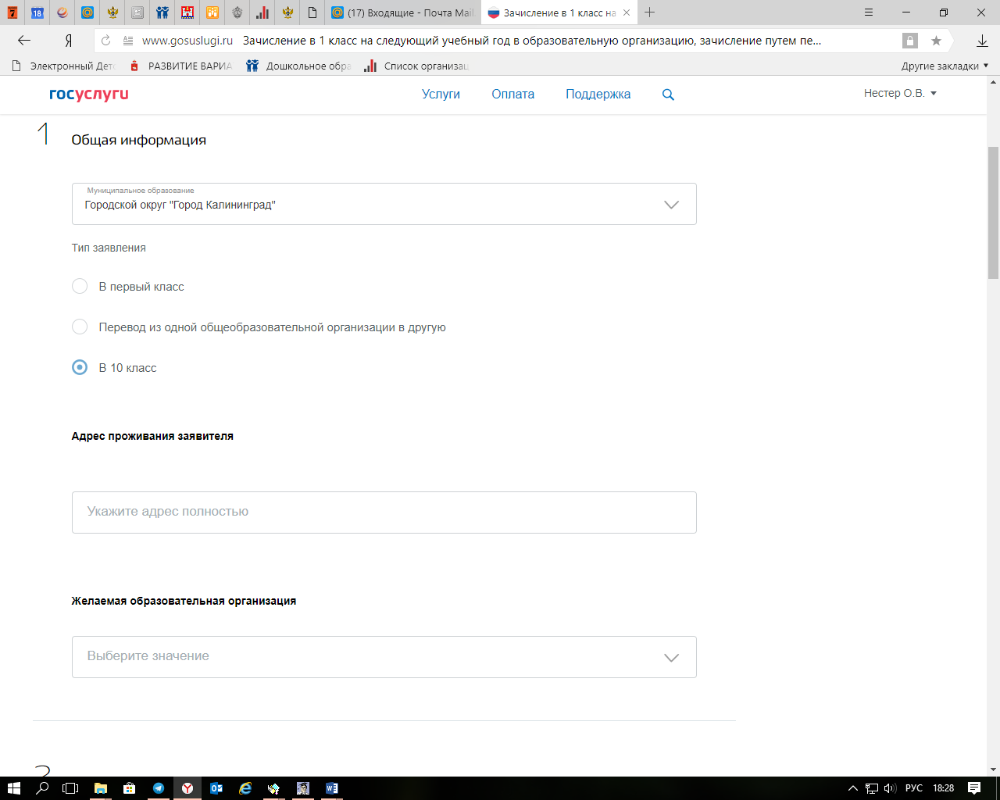 (17) Входящие - Почта Mail
Зачисление в 1 класс на
www.gosuslugi.ru Зачисление в 1 класс на следующий учебный год в образовательную организацию, зачисление путем пе...
Электронный Детс
РАЗВИТИЕ ВАРИА
Дошкольное обра
Список организац
Другие закладки
госуслуги
Услуги
Оплата
Поддержка
Нестер О.В.
1
Общая информация
Муниципальное образование
Городской округ "Город Калининград"
Тип заявления
В первый класс
Перевод из одной общеобразовательной организации в другую
В 10 класс
Адрес проживания заявителя
Укажите адрес полностью
Желаемая образовательная организация
Выберите значение
2
РУС
18:28